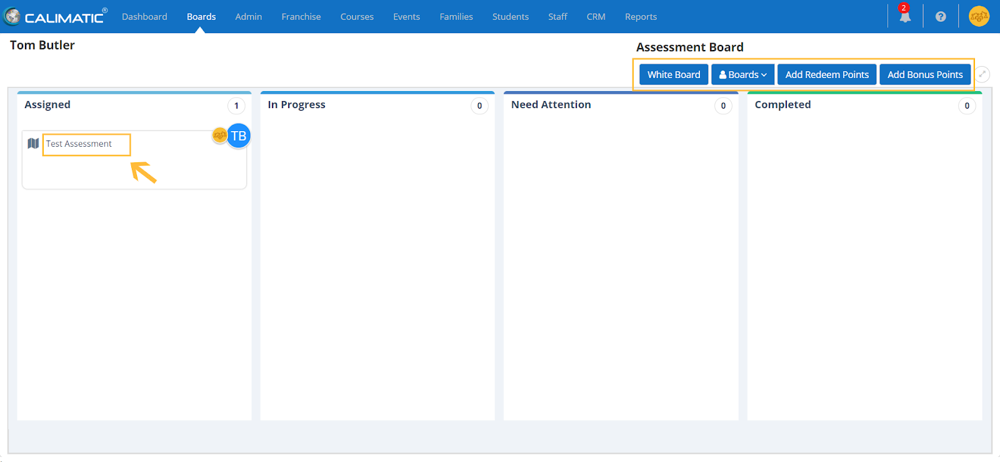 CALIMATIC® Dashboard Boards Admin Franchise Courses Events Families Students Staff CRM Reports 2 ?
Tom Butler
Assessment Board
White Board Boards Add Redeem Points Add Bonus Points
Assigned 1 In Progress 0 Need Attention 0 Completed 0
Test Assessment TB